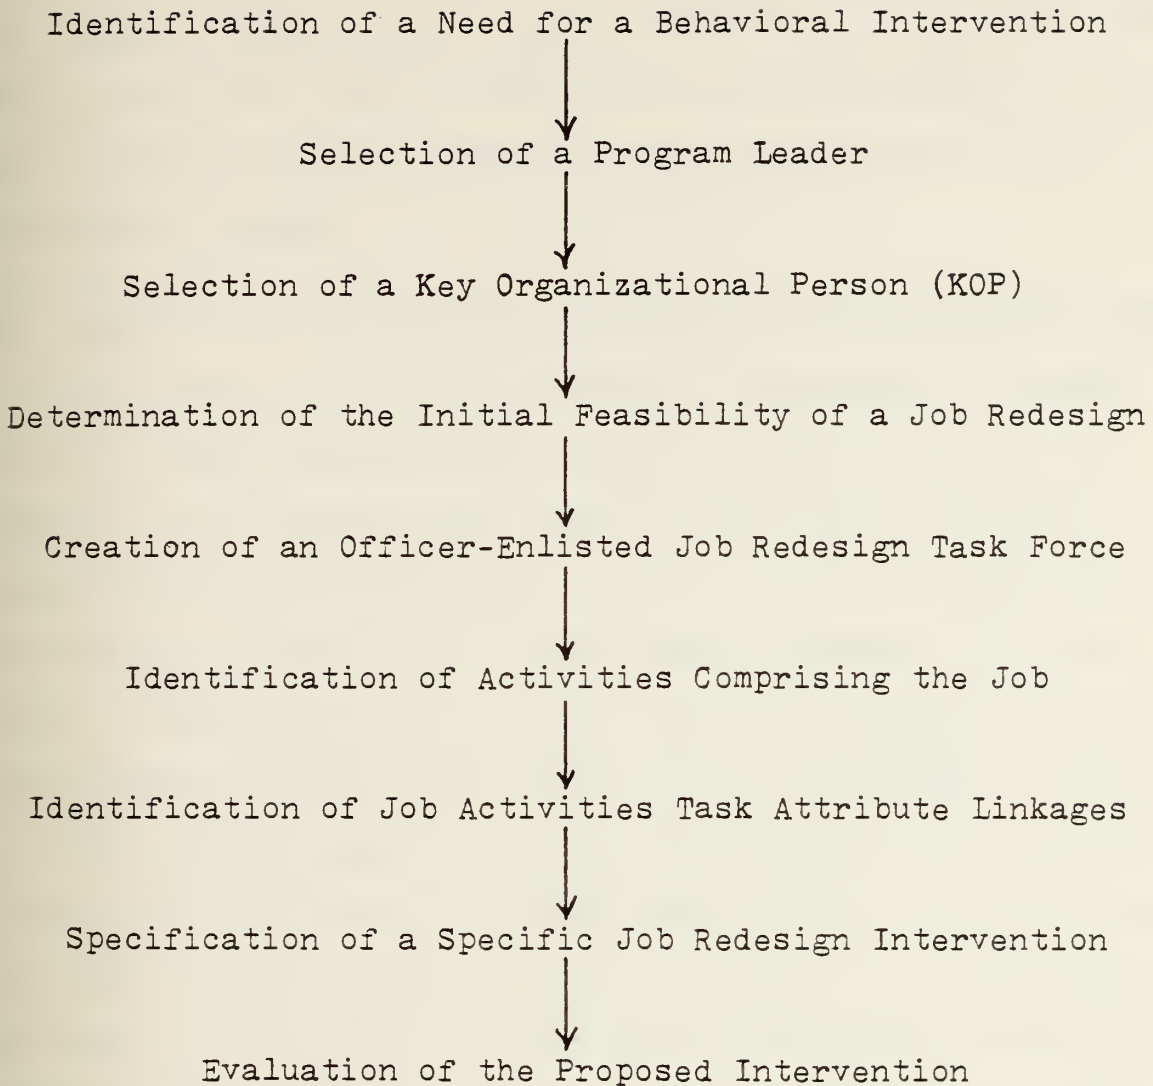 Identification of a Need for a Behavioral Intervention
Selection of a Program Leader
Selection of a Key Organizational Person (KOP)
Determination of the Initial Feasibility of a Job Redesign
Creation of an Officer-Enlisted Job Redesign Task Force
Identification of Activities Comprising the Job
Identification of Job Activities Task Attribute Linkages
Specification of a Specific Job Redesign Intervention
Evaluation of the Proposed Intervention